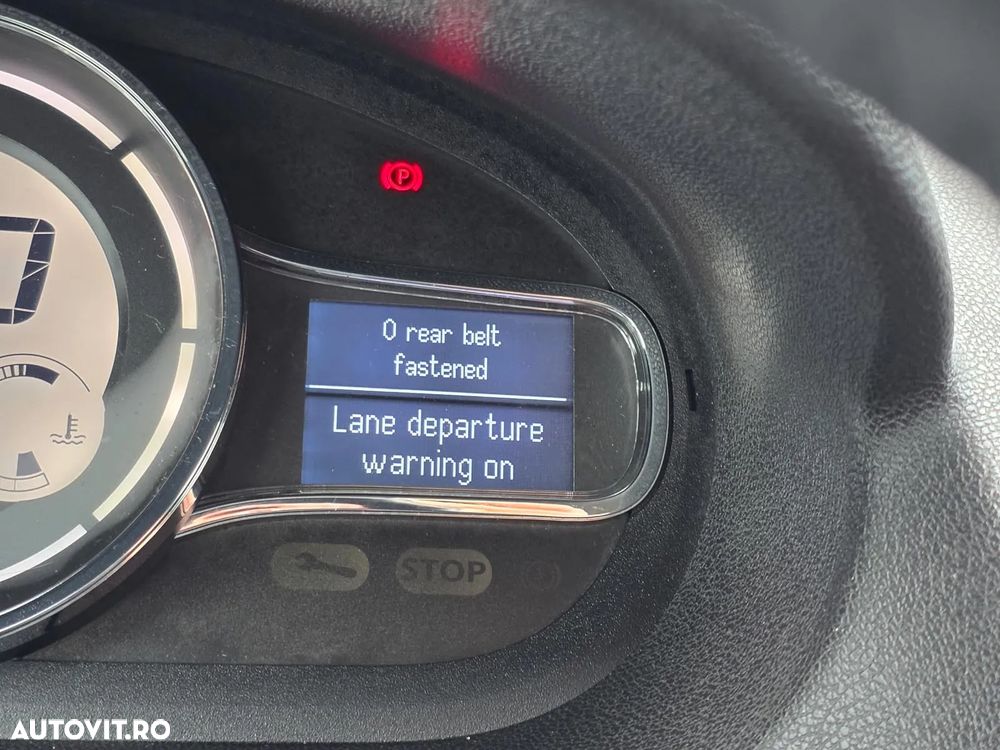 P
0 rear belt
fastened
Lane departure
warning on
STOP
AUTOVIT.RO